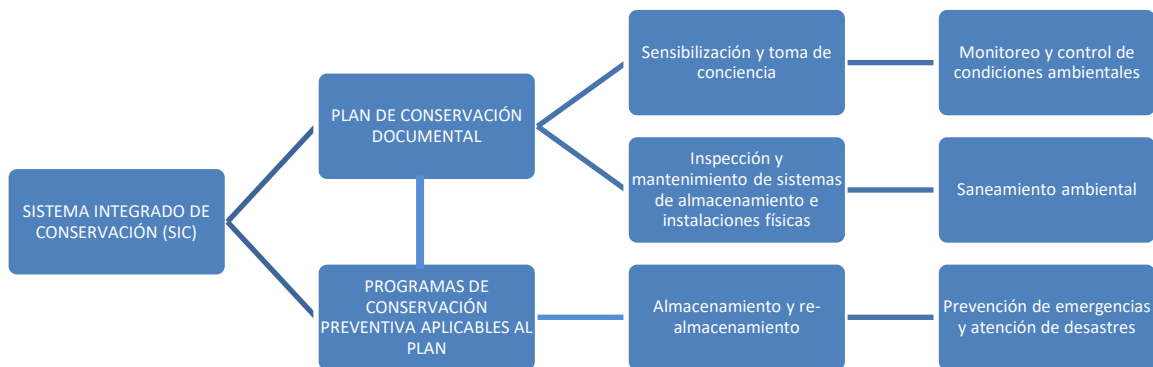 SISTEMA INTEGRADO DE
CONSERVACIÓN (SIC)
PLAN DE CONSERVACIÓN
DOCUMENTAL
Sensibilización y toma de
conciencia
Monitoreo y control de
condiciones ambientales
Inspección y
mantenimiento de sistemas
de almacenamiento e
instalaciones físicas
Saneamiento ambiental
PROGRAMAS DE
CONSERVACIÓN
PREVENTIVA APLICABLES AL
PLAN
Almacenamiento y re-
almacenamiento
Prevención de emergencias
y atención de desastres